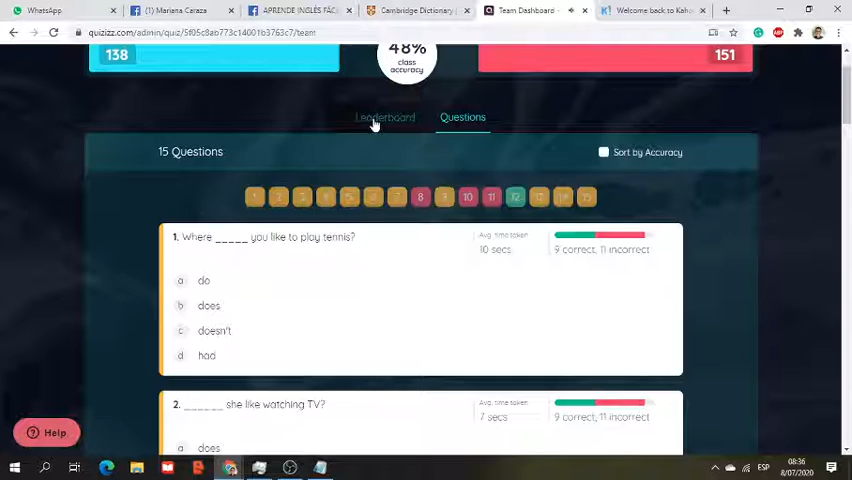 WhatsApp
(1) Mariana Caraza
APRENDE INGLÉS FÁC
Cambridge Dictionary |
Team Dashboard -
Welcome back to Kaho
quizizz.com/admin/quiz/5f05c8ab773c14001b3763c7/team
138
48%
class
accuracy
151
Leaderboard
Questions
15 Questions
Sort by Accuracy
1 2 3 4 5 6 7 8 9 10 11 12 13 14 15
1. Where _____ you like to play tennis?
Avg. time taken
10 secs
9 correct, 11 incorrect
a do
b does
c doesn't
d had
2. ______ she like watching TV?
Avg. time taken
7 secs
9 correct, 11 incorrect
a does
Help
ESP
08:36
8/07/2020